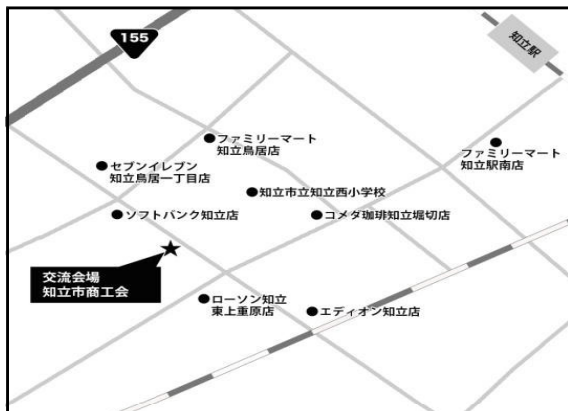 155
知立駅
ファミリーマート
知立鳥居店
ファミリーマート
知立駅南店
セブンイレブン
知立鳥居一丁目店
知立市立知立西小学校
ソフトバンク知立店
コメダ珈琲知立堀切店
交流会場
知立市商工会
ローソン知立
東上重原店
エディオン知立店